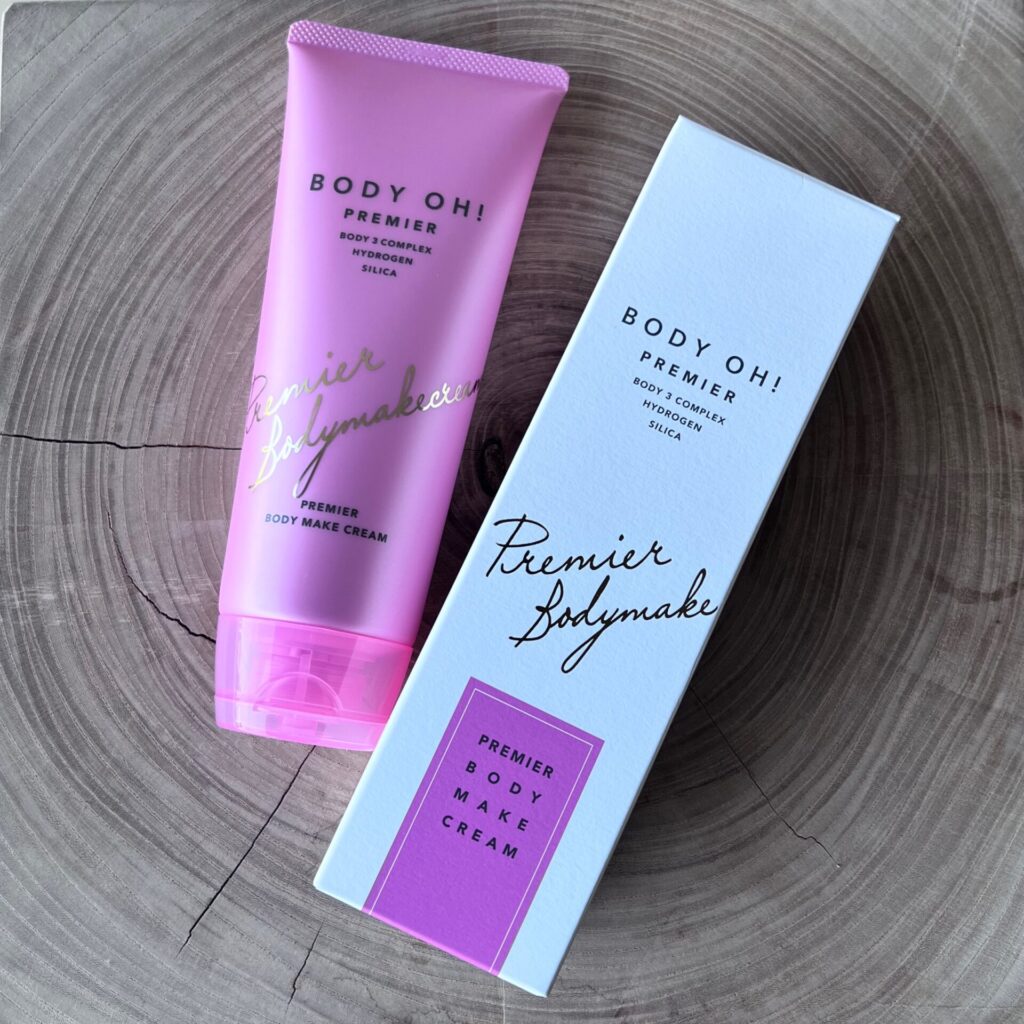 BODY OH!
PREMIER
BODY 3 COMPLEX
HYDROGEN
SILICA
Premier
Bodymakecream
PREMIER
BODY MAKE CREAM
BODY OH!
PREMIER
BODY 3 COMPLEX
HYDROGEN
SILICA
Premier
Bodymake
PREMIER
BODY
MAKE
CREAM